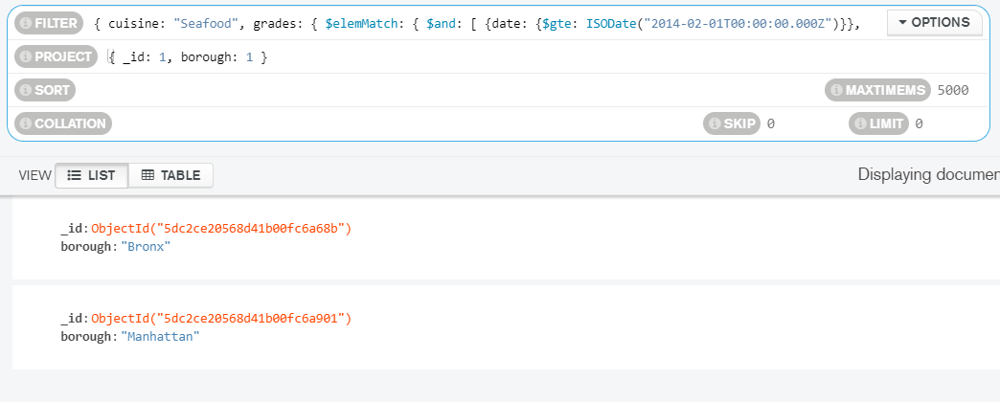 FILTER { cuisine: "Seafood", grades: { $elemMatch: { $and: [ {date: {$gte: ISODate("2014-02-01T00:00:00.000Z")}}, OPTIONS
PROJECT { _id: 1, borough: 1 }
SORT MAXTIMEMS 5000
COLLATION SKIP 0 LIMIT 0
VIEW LIST TABLE Displaying documen
_id: ObjectId("5dc2ce20568d41b00fc6a68b")
borough: "Bronx"
_id: ObjectId("5dc2ce20568d41b00fc6a901")
borough: "Manhattan"